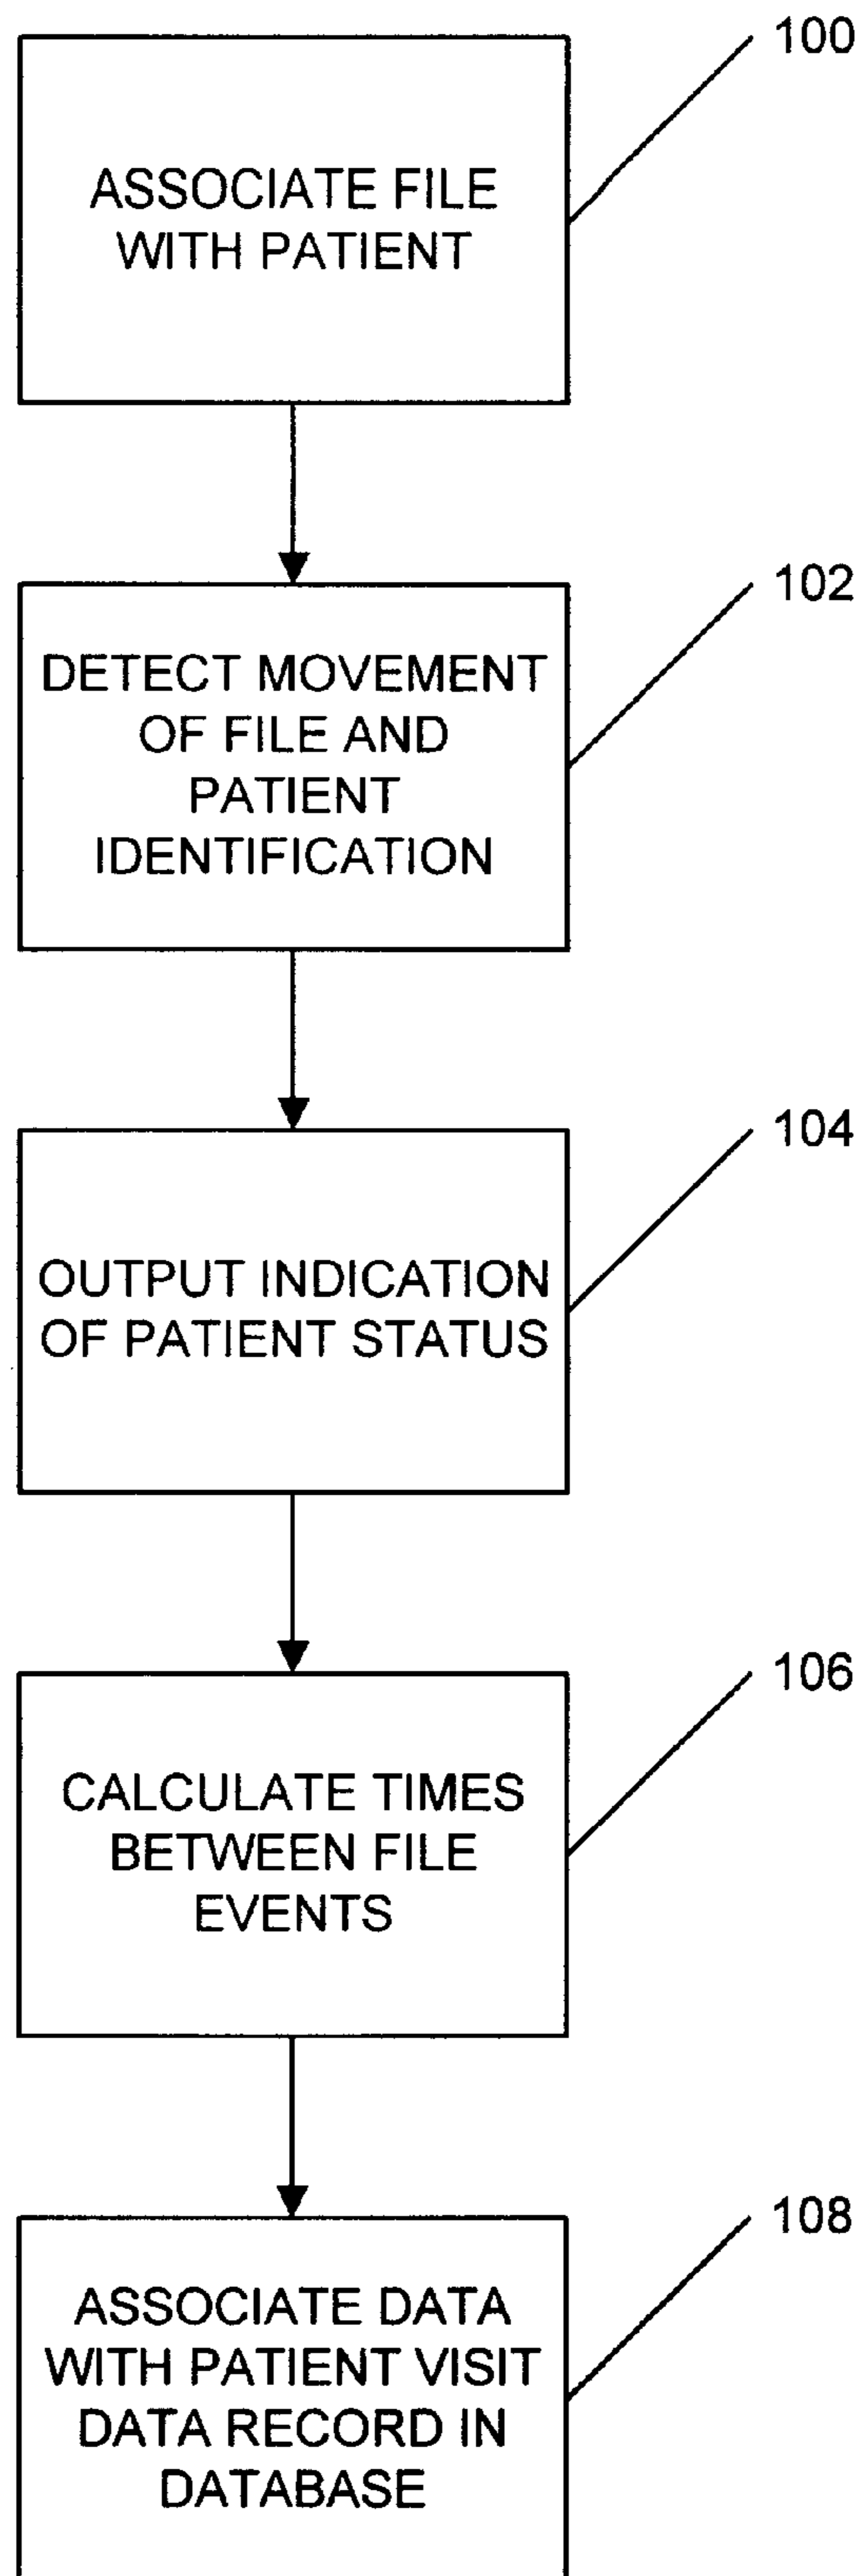 100
ASSOCIATE FILE
WITH PATIENT
102
DETECT MOVEMENT
OF FILE AND
PATIENT
IDENTIFICATION
104
OUTPUT INDICATION
OF PATIENT STATUS
106
CALCULATE TIMES
BETWEEN FILE
EVENTS
108
ASSOCIATE DATA
WITH PATIENT VISIT
DATA RECORD IN
DATABASE